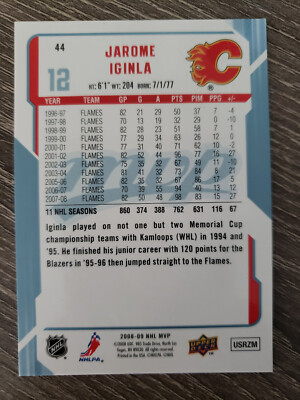 44
JAROME
IGINLA
12
HT: 6'1" WT: 204 BORN: 7/1/77
YEAR TEAM GP G A PTS PIM PPG +/-
1996-97 FLAMES 82 21 29 50 37 7 -4
1997-98 FLAMES 70 13 19 32 29 0 -10
1998-99 FLAMES 82 28 23 51 58 7 1
1999-00 FLAMES 77 29 34 63 26 12 0
2000-01 FLAMES 77 31 40 71 62 10 -2
2001-02 FLAMES 82 52 44 96 77 16 27
2002-03 FLAMES 75 35 32 67 49 11 -10
2003-04 FLAMES 81 41 32 73 84 8 21
2005-06 FLAMES 82 35 32 67 86 17 5
2006-07 FLAMES 70 39 55 94 40 13 12
2007-08 FLAMES 82 50 48 98 83 15 27
11 NHL SEASONS 860 374 388 762 631 116 67
Iginla played on not one but two Memorial Cup
championship teams with Kamloops (WHL) in 1994 and
'95. He finished his junior career with 120 points for the
Blazers in '95-96 then jumped straight to the Flames.
2008-09 NHL MVP
NHL
NHLPA
UPPER
DECK
USRZM